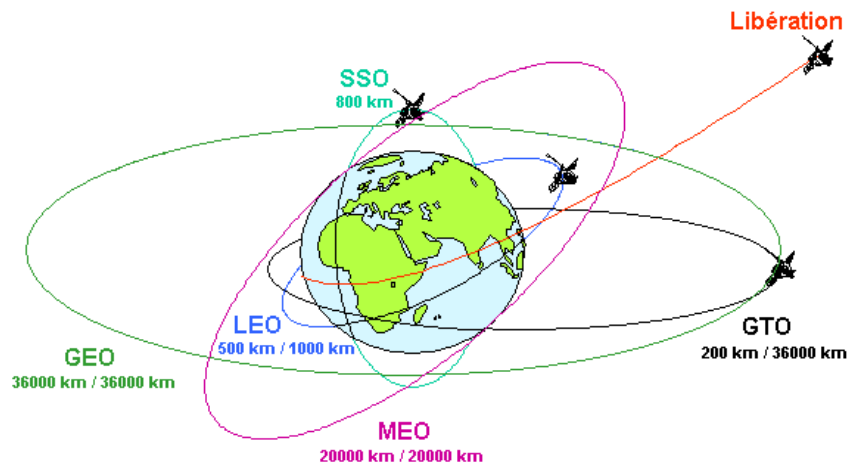 Libération
SSO
800 km
LEO
500 km / 1000 km
GTO
200 km / 36000 km
GEO
36000 km / 36000 km
MEO
20000 km / 20000 km